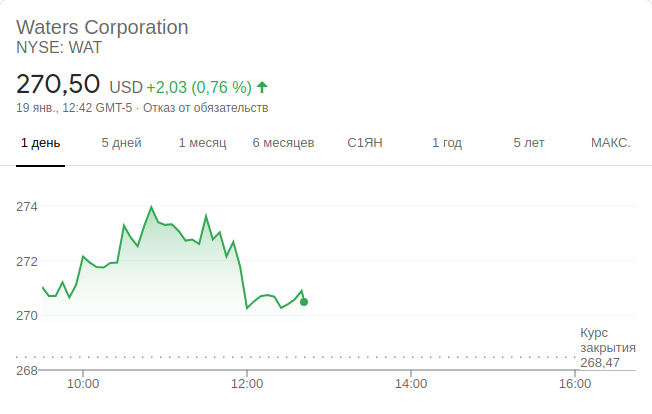 Waters Corporation
NYSE: WAT
270,50 USD +2,03 (0,76 %)
19 янв., 12:42 GMT-5 · Отказ от обязательств
1 день 5 дней 1 месяц 6 месяцев С1ЯН 1 год 5 лет МАКС.
274
272
270
Курс
закрытия
268,47
268
10:00 12:00 14:00 16:00